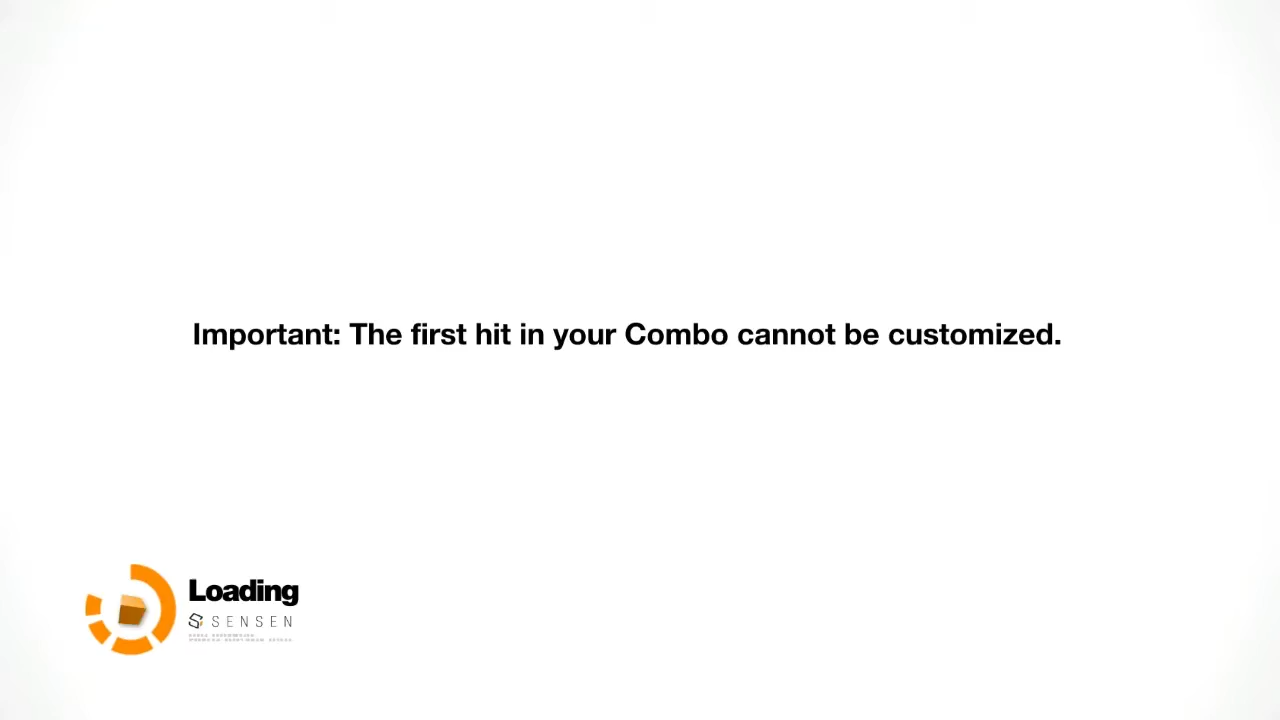 Important: The first hit in your Combo cannot be customized.
Loading
SENSEN